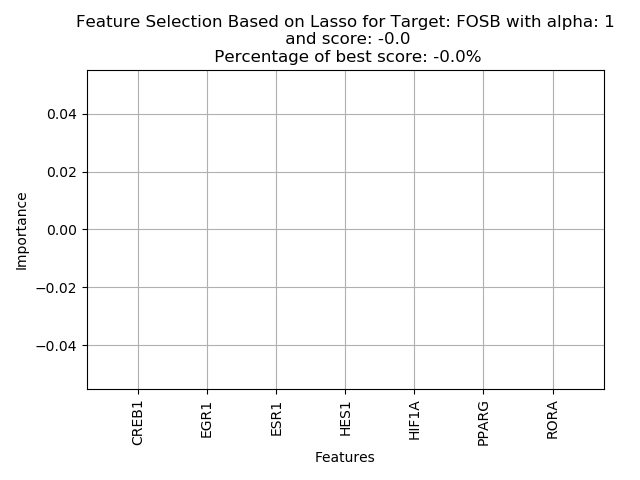 Feature Selection Based on Lasso for Target: FOSB with alpha: 1
and score: -0.0
Percentage of best score: -0.0%
0.04
0.02
0.00
−0.02
−0.04
Importance
CREB1
EGR1
ESR1
HES1
HIF1A
PPARG
RORA
Features